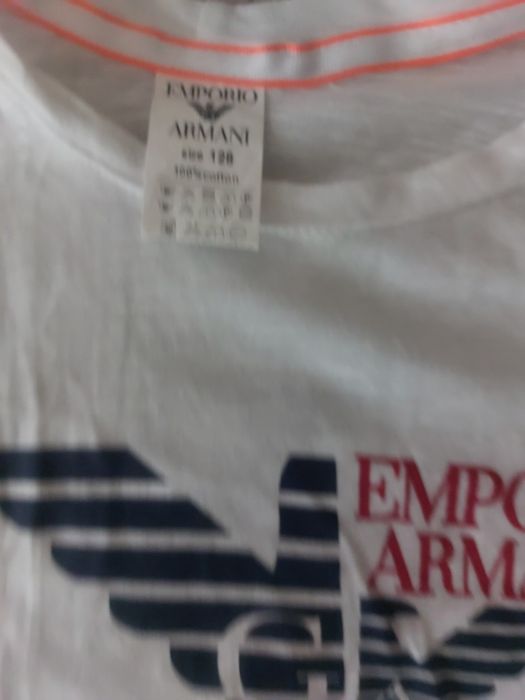 EMPORIO
ARMANI
size 128
100%cotton
EMPO
ARMA
G